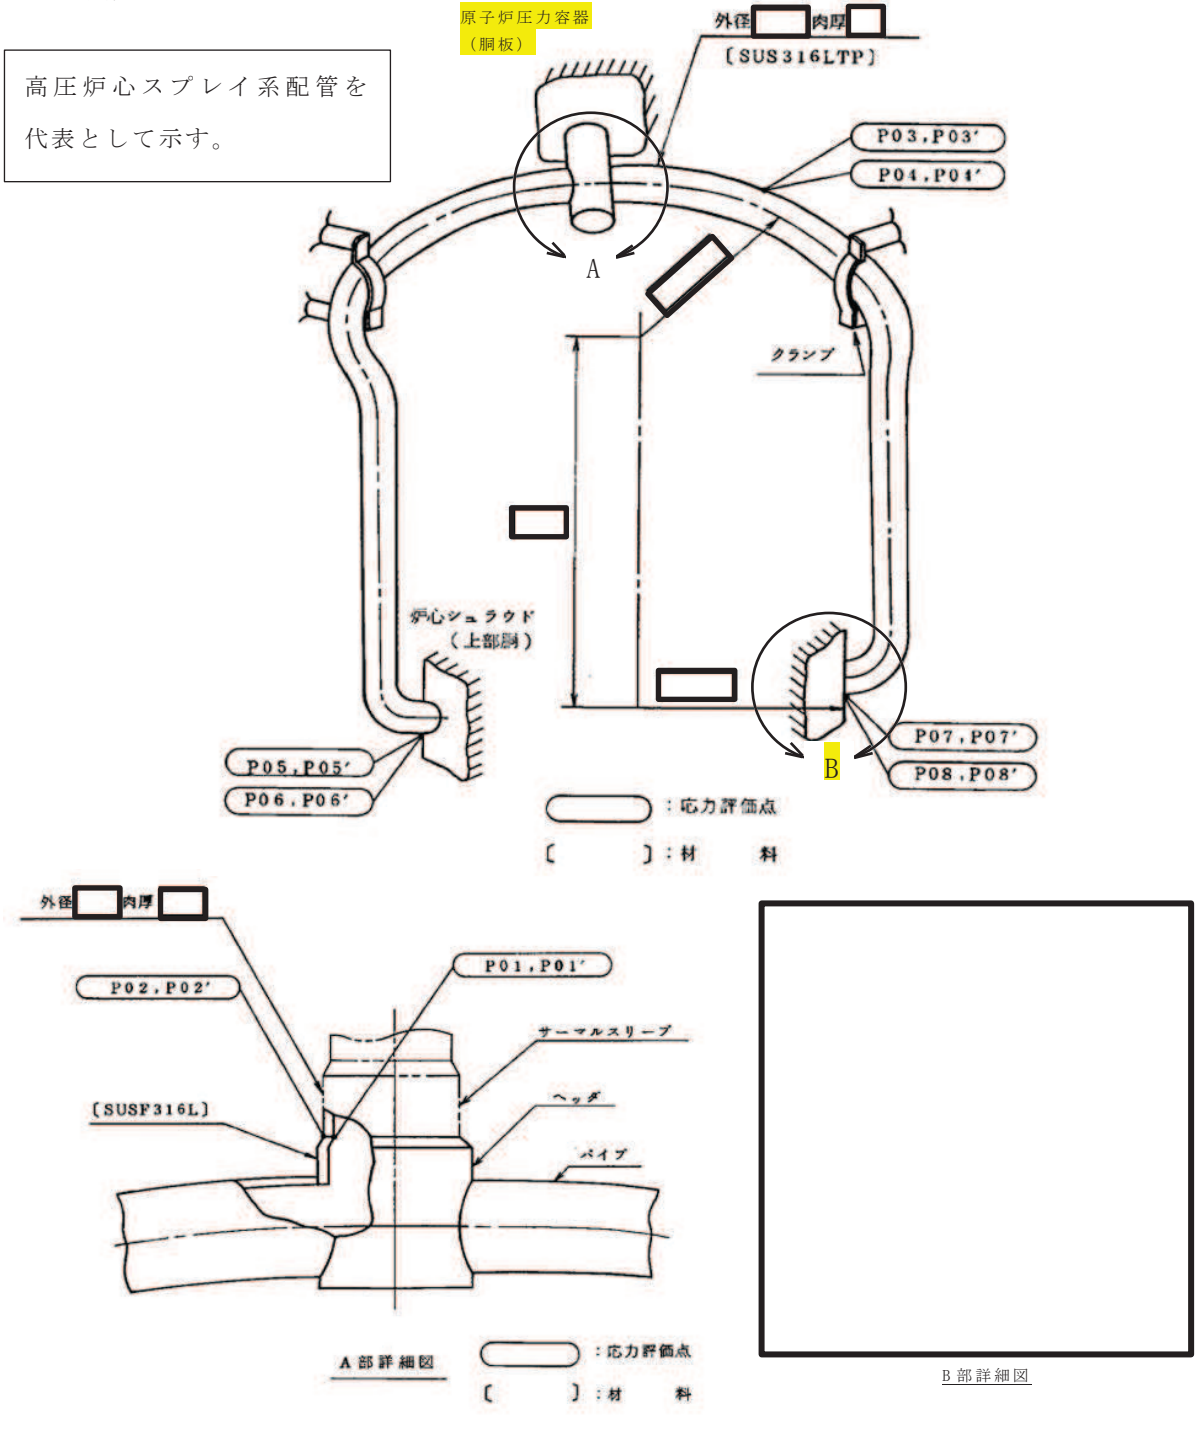 原子炉圧力容器
(胴板)
外径 肉厚
〔SUS316LTP〕
高圧炉心スプレイ系配管を
代表として示す。
P03,P03′
P04,P04′
A
クランプ
炉心シュラウド
(上部胴)
P07,P07′
B
P08,P08′
P05,P05′
P06,P06′
:応力評価点
〔 〕:材 料
外径 肉厚
P01,P01′
P02,P02′
サーマルスリーブ
〔SUSF316L〕
ヘッダ
パイプ
A部詳細図
:応力評価点
〔 〕:材 料
B部詳細図